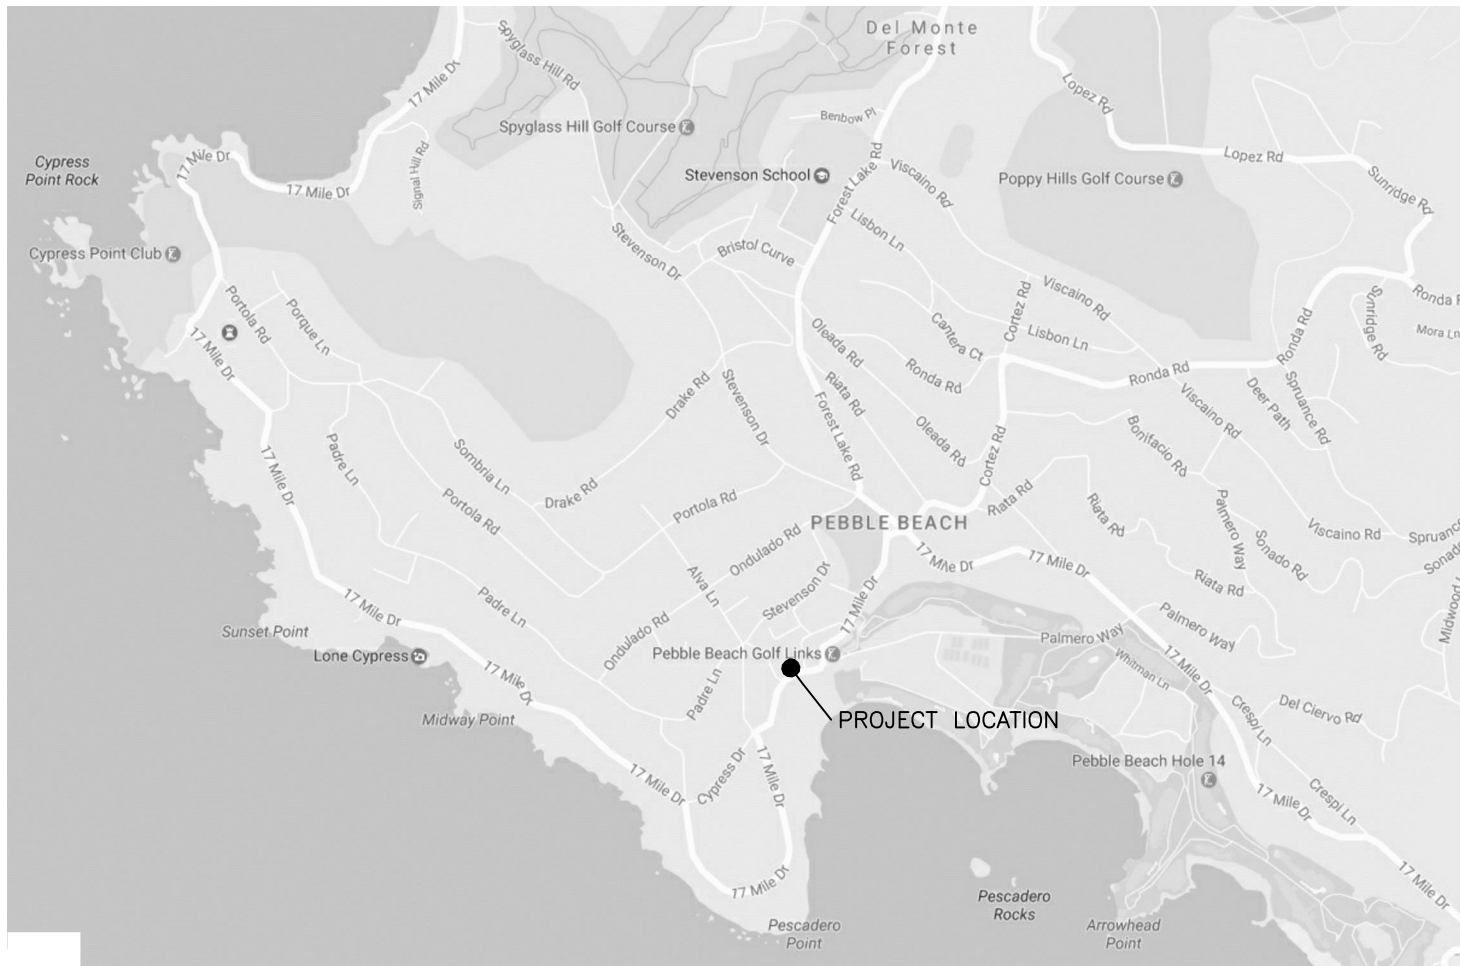 Del Monte
Forest
Spyglass Hill Rd
17 Mile Dr
Lopez Rd
Benbow Pl
Spyglass Hill Golf Course
Lopez Rd
17 Mile Dr
Cypress
Point Rock
17 Mile Dr
Signal Hill Rd
Stevenson School
Forest Lake Rd
Viscaino Rd
Poppy Hills Golf Course
Sunridge Rd
Lisbon Ln
Cypress Point Club
Stevenson Dr
Bristol Curve
Portola Rd
Porque Ln
Cortez Rd
Viscaino Rd
Sunridge Rd
Ronda R
Mora Ln
17 Mile Dr
Oleada Rd
Cantera Ct
Lisbon Ln
Ronda Rd
Ronda Rd
Ronda Rd
Drake Rd
Stevenson Dr
Riata Rd
Viscaino Rd
Deer Path
Spruance Rd
Forest Lake Rd
Oleada Rd
Cortez Rd
Bonifacio Rd
Padre Ln
Sombria Ln
17 Mile Dr
Drake Rd
Portola Rd
Portola Rd
Riata Rd
Riata Rd
Palmero Way
PEBBLE BEACH
Viscaino Rd
Spruanc
Sonado Rd
Sonad
Ondulado Rd
17 Mile Dr
17 Mile Dr
Alva Ln
Stevenson Dr
Riata Rd
17 Mile Dr
Padre Ln
17 Mile Dr
Palmero Way
Midwood L
Sunset Point
Ondulado Rd
Palmero Way
Lone Cypress
Pebble Beach Golf Links
17 Mile Dr
Padre Ln
Whitman Ln
17 Mile Dr
Midway Point
PROJECT LOCATION
Crespi Ln
Del Ciervo Rd
17 Mile Dr
Cypress Dr
17 Mile Dr
Pebble Beach Hole 14
17 Mile Dr
Crespi Ln
17 Mile Dr
17 Mile Dr
Pescadero
Rocks
Pescadero
Point
Arrowhead
Point